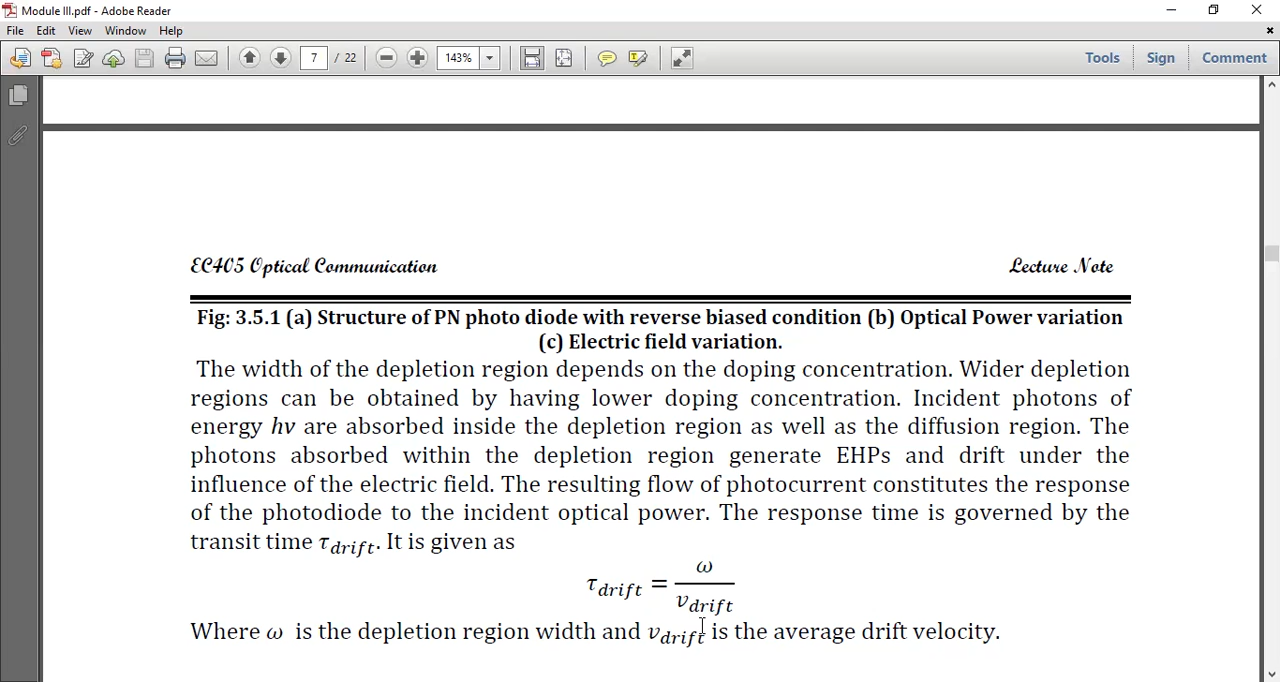 Module III.pdf - Adobe Reader
File Edit View Window Help
7 / 22 143% Tools Sign Comment
EC405 Optical Communication Lecture Note
Fig: 3.5.1 (a) Structure of PN photo diode with reverse biased condition (b) Optical Power variation
(c) Electric field variation.
The width of the depletion region depends on the doping concentration. Wider depletion
regions can be obtained by having lower doping concentration. Incident photons of
energy hν are absorbed inside the depletion region as well as the diffusion region. The
photons absorbed within the depletion region generate EHPs and drift under the
influence of the electric field. The resulting flow of photocurrent constitutes the response
of the photodiode to the incident optical power. The response time is governed by the
transit time τdrift. It is given as
τdrift = ω / vdrift
Where ω is the depletion region width and vdrift is the average drift velocity.